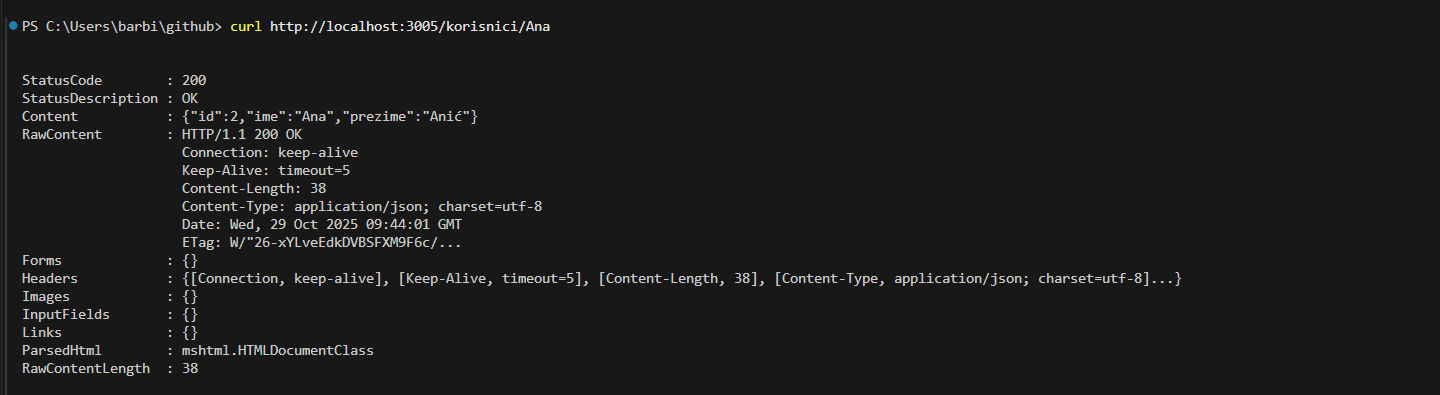 PS C:\Users\barbi\github> curl http://localhost:3005/korisnici/Ana
StatusCode        : 200
StatusDescription : OK
Content           : {"id":2,"ime":"Ana","prezime":"Anić"}
RawContent        : HTTP/1.1 200 OK
                    Connection: keep-alive
                    Keep-Alive: timeout=5
                    Content-Length: 38
                    Content-Type: application/json; charset=utf-8
                    Date: Wed, 29 Oct 2025 09:44:01 GMT
                    ETag: W/"26-xYLveEdkDVBSFXM9F6c/...
Forms             : {}
Headers           : {[Connection, keep-alive], [Keep-Alive, timeout=5], [Content-Length, 38], [Content-Type, application/json; charset=utf-8]...}
Images            : {}
InputFields       : {}
Links             : {}
ParsedHtml        : mshtml.HTMLDocumentClass
RawContentLength  : 38